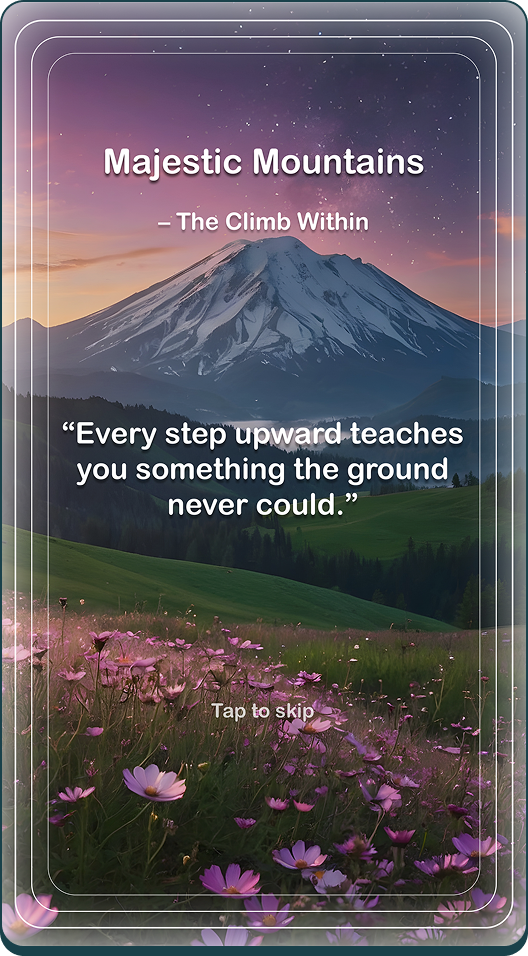 Majestic Mountains
– The Climb Within
“Every step upward teaches
you something the ground
never could.”
Tap to skip